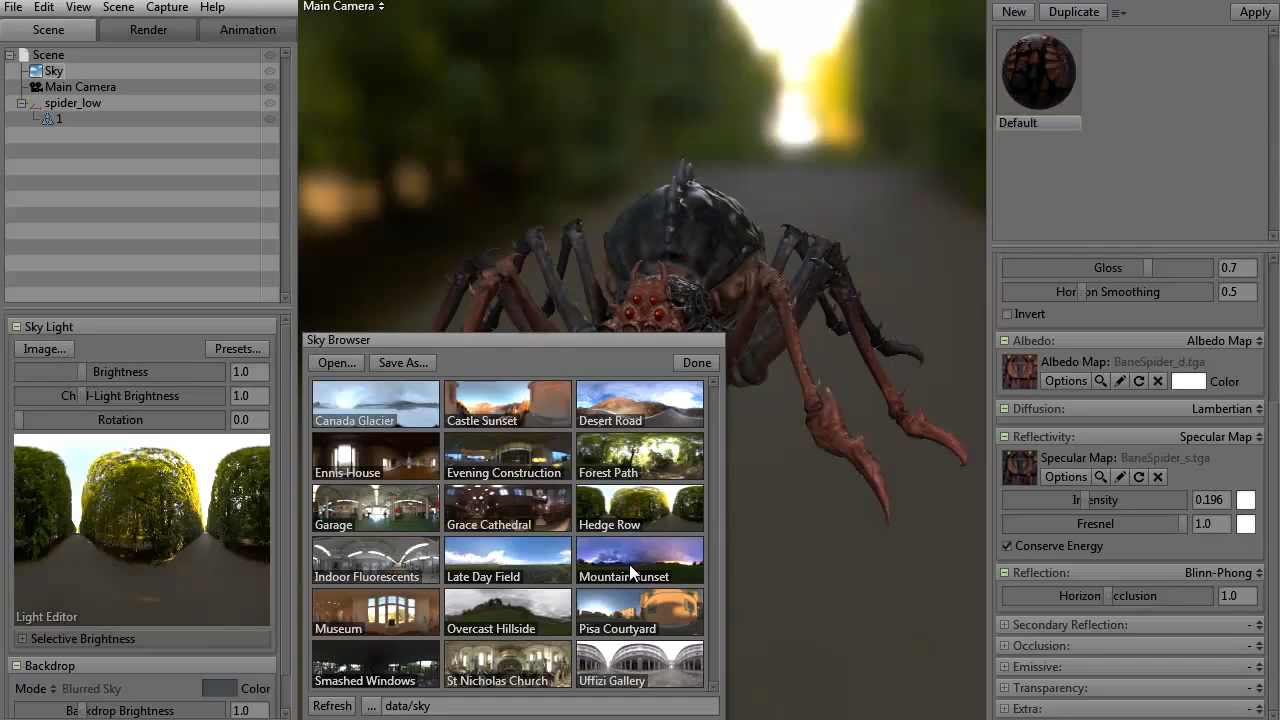 File Edit View Scene Capture Help
Scene Render Animation
Scene
Sky
Main Camera
spider_low
1
Sky Light
Image... Presets...
Brightness 1.0
Ch l-Light Brightness 1.0
Rotation 0.0
Light Editor
Selective Brightness
Backdrop
Mode Blurred Sky Color
Backdrop Brightness 1.0
Main Camera
Sky Browser
Open... Save As... Done
Canada Glacier Castle Sunset Desert Road
Ennis House Evening Construction Forest Path
Garage Grace Cathedral Hedge Row
Indoor Fluorescents Late Day Field Mountain Sunset
Museum Overcast Hillside Pisa Courtyard
Smashed Windows St Nicholas Church Uffizi Gallery
Refresh ... data/sky
New Duplicate Apply
Default
Gloss 0.7
Horizon Smoothing 0.5
Invert
Albedo: Albedo Map
Albedo Map: BaneSpider_d.tga
Options Color
Diffusion: Lambertian
Reflectivity: Specular Map
Specular Map: BaneSpider_s.tga
Options
Intensity 0.196
Fresnel 1.0
Conserve Energy
Reflection: Blinn-Phong
Horizon Occlusion 1.0
Secondary Reflection: -
Occlusion: -
Emissive: -
Transparency: -
Extra: -